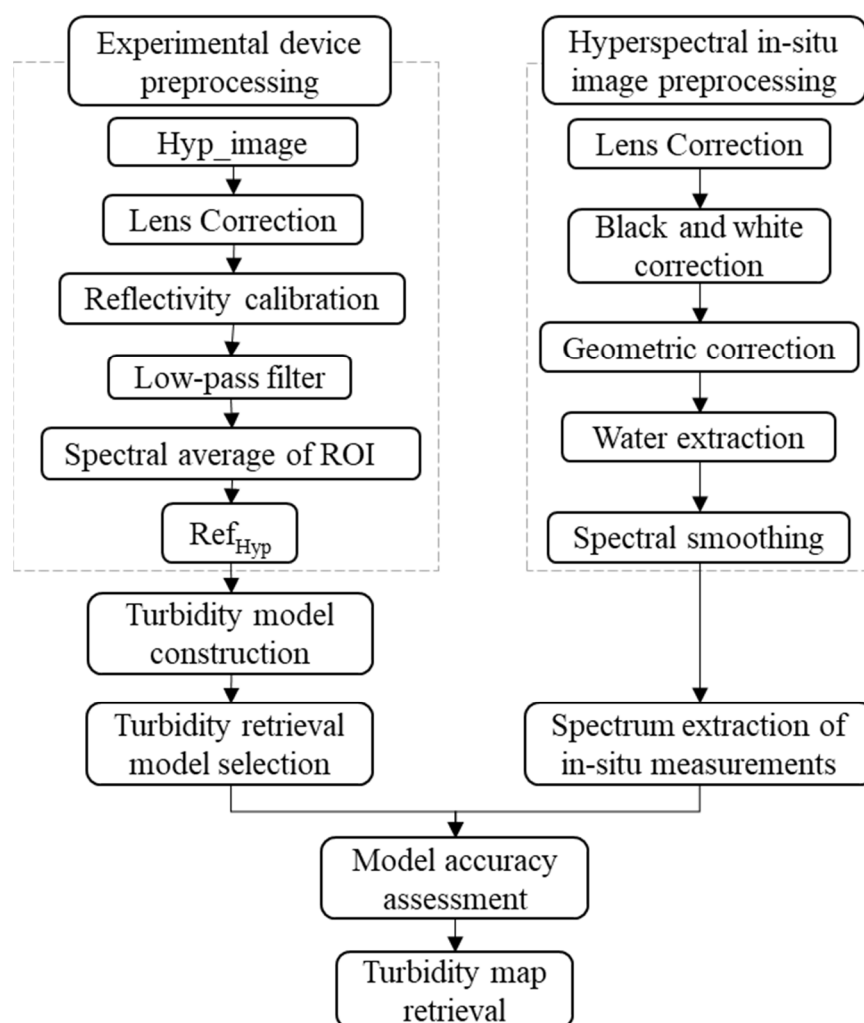 Experimental device
preprocessing
Hyp_image
Lens Correction
Reflectivity calibration
Low-pass filter
Spectral average of ROI
Ref_Hyp
Turbidity model
construction
Turbidity retrieval
model selection
Hyperspectral in-situ
image preprocessing
Lens Correction
Black and white
correction
Geometric correction
Water extraction
Spectral smoothing
Spectrum extraction of
in-situ measurements
Model accuracy
assessment
Turbidity map
retrieval